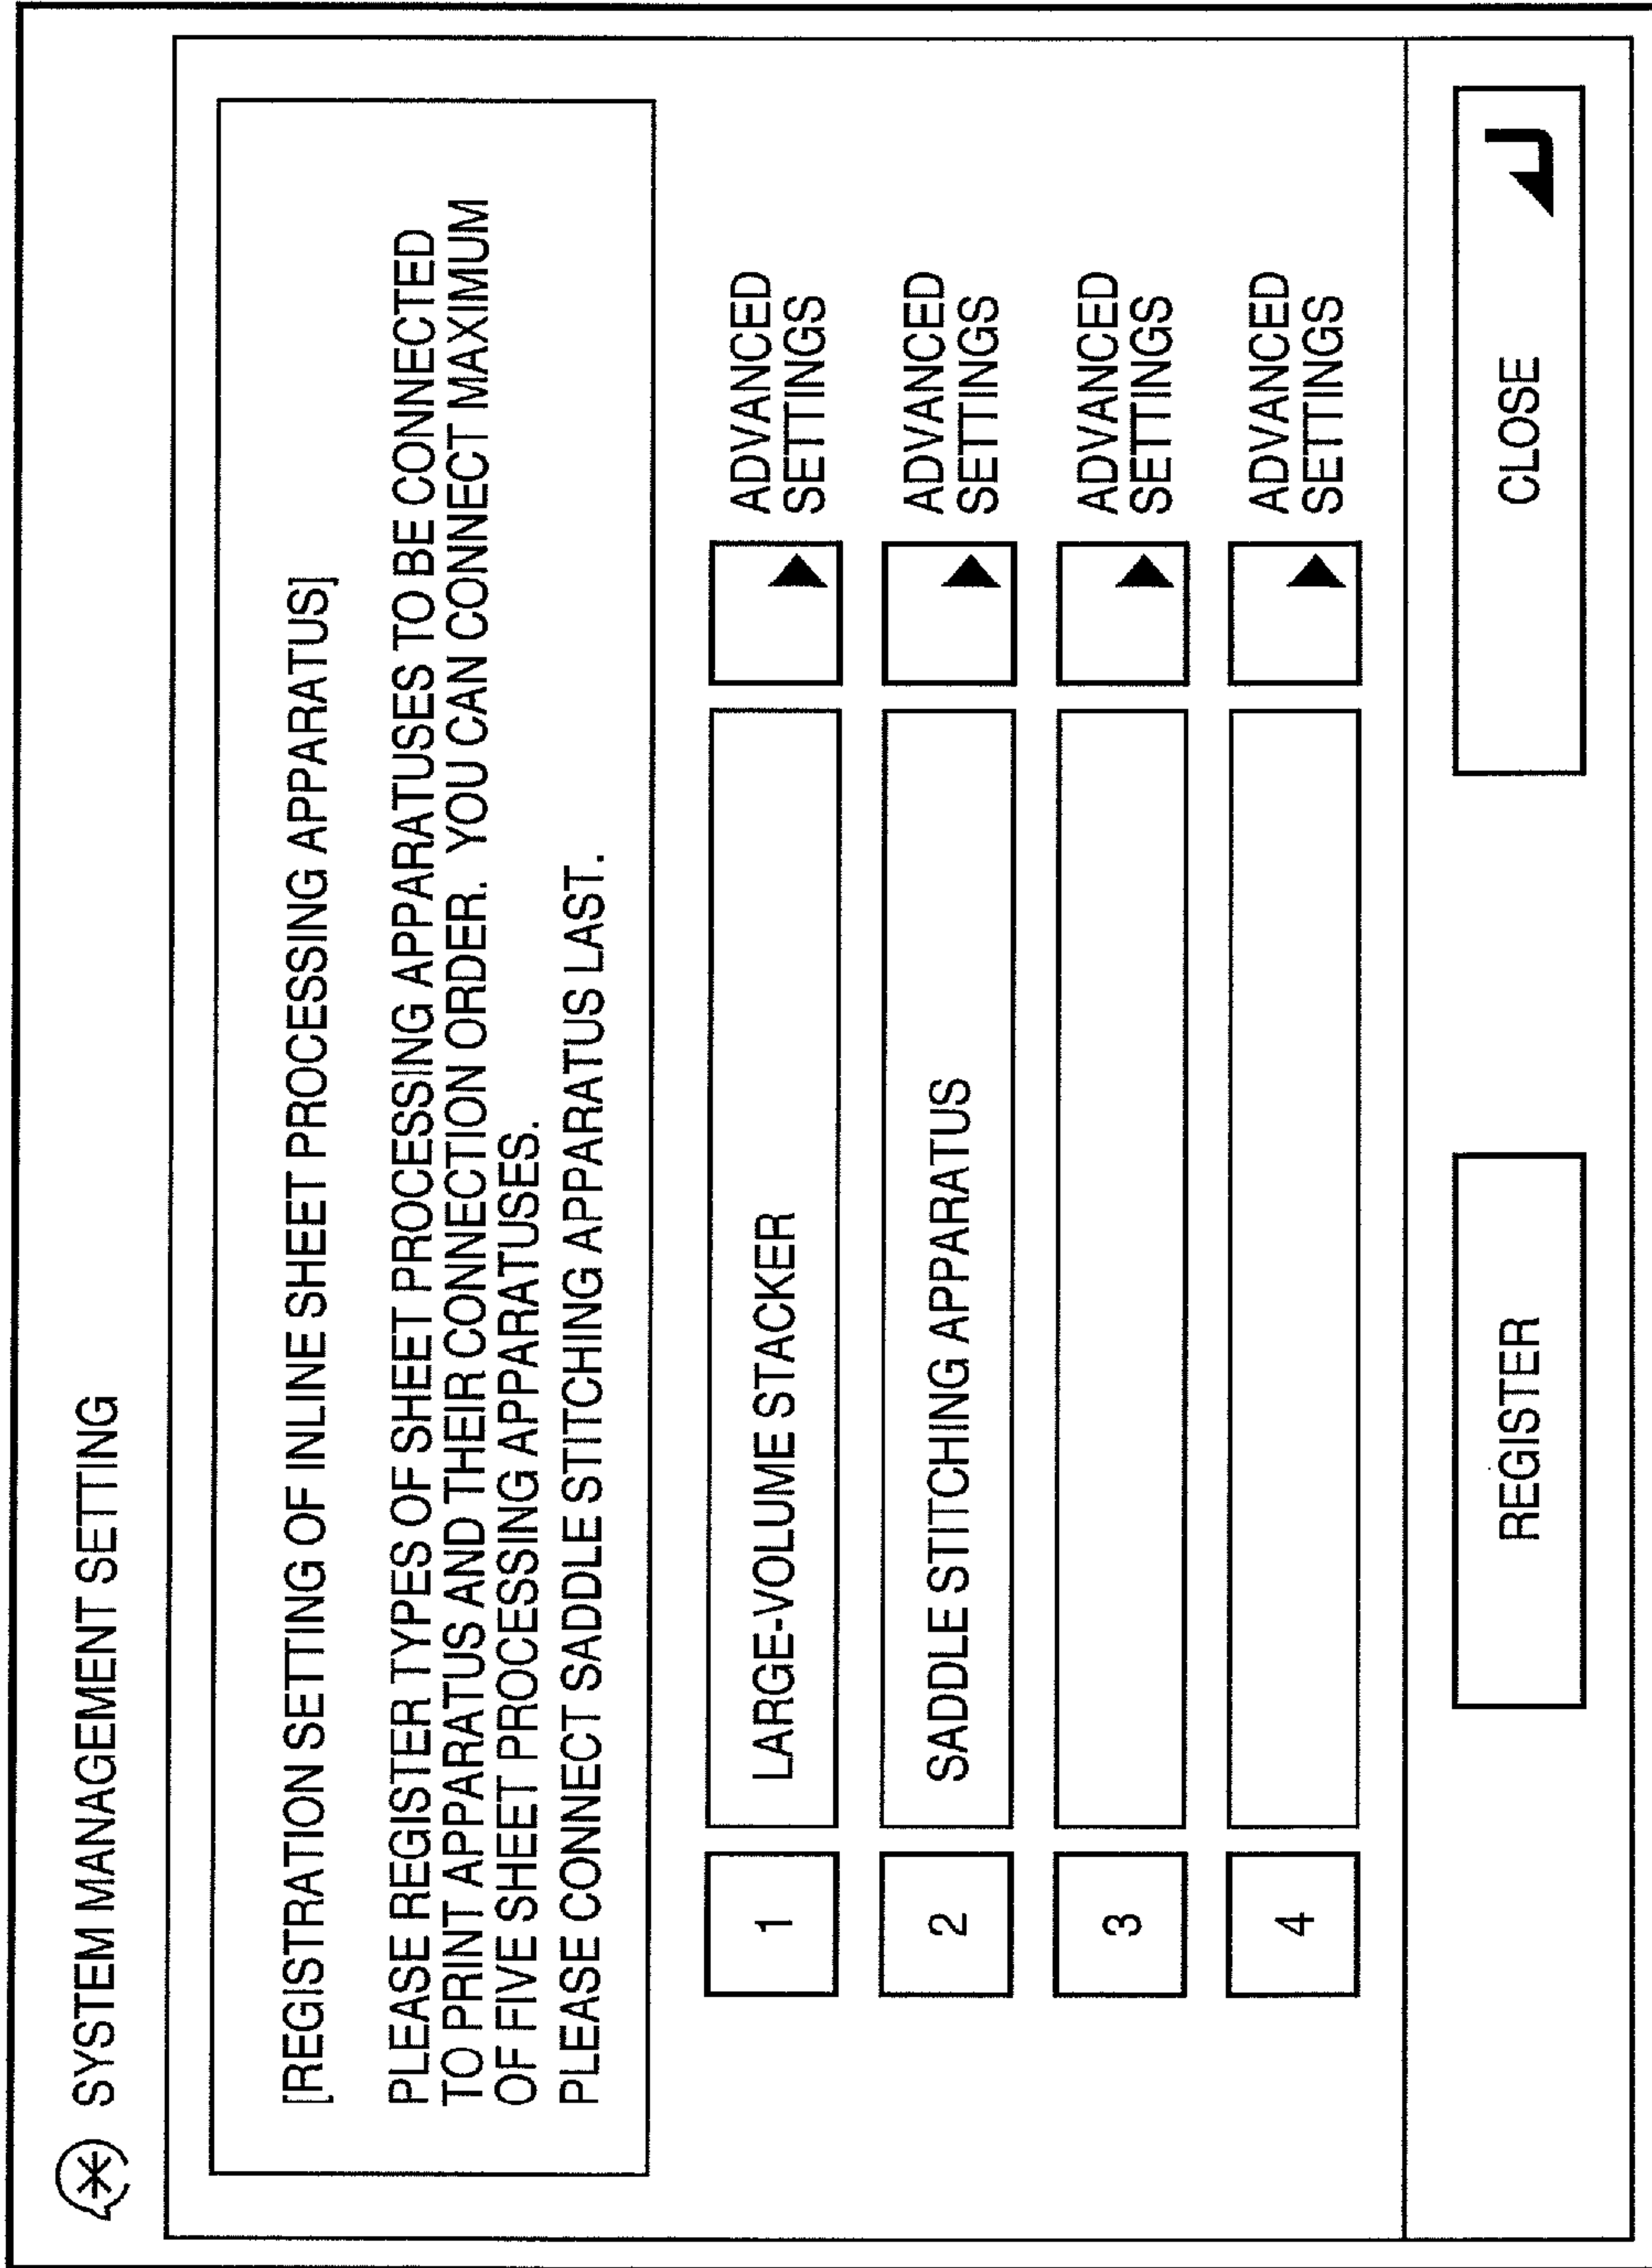 SYSTEM MANAGEMENT SETTING
[REGISTRATION SETTING OF INLINE SHEET PROCESSING APPARATUS]
PLEASE REGISTER TYPES OF SHEET PROCESSING APPARATUSES TO BE CONNECTED
TO PRINT APPARATUS AND THEIR CONNECTION ORDER. YOU CAN CONNECT MAXIMUM
OF FIVE SHEET PROCESSING APPARATUSES.
PLEASE CONNECT SADDLE STITCHING APPARATUS LAST.
1 LARGE-VOLUME STACKER ADVANCED
SETTINGS
2 SADDLE STITCHING APPARATUS ADVANCED
SETTINGS
3 ADVANCED
SETTINGS
4 ADVANCED
SETTINGS
REGISTER CLOSE